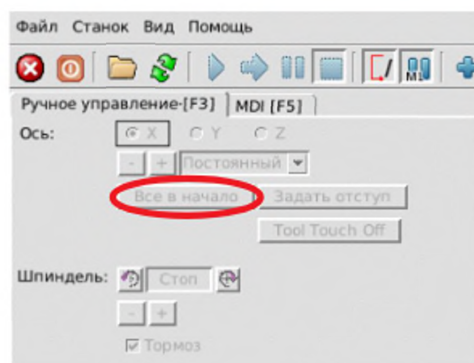 Файл Станок Вид Помощь
M1
Ручное управление-[F3] MDI [F5]
Ось: X Y Z
- + Постоянный
Все в начало Задать отступ
Tool Touch Off
Шпиндель: Стоп
- +
Тормоз